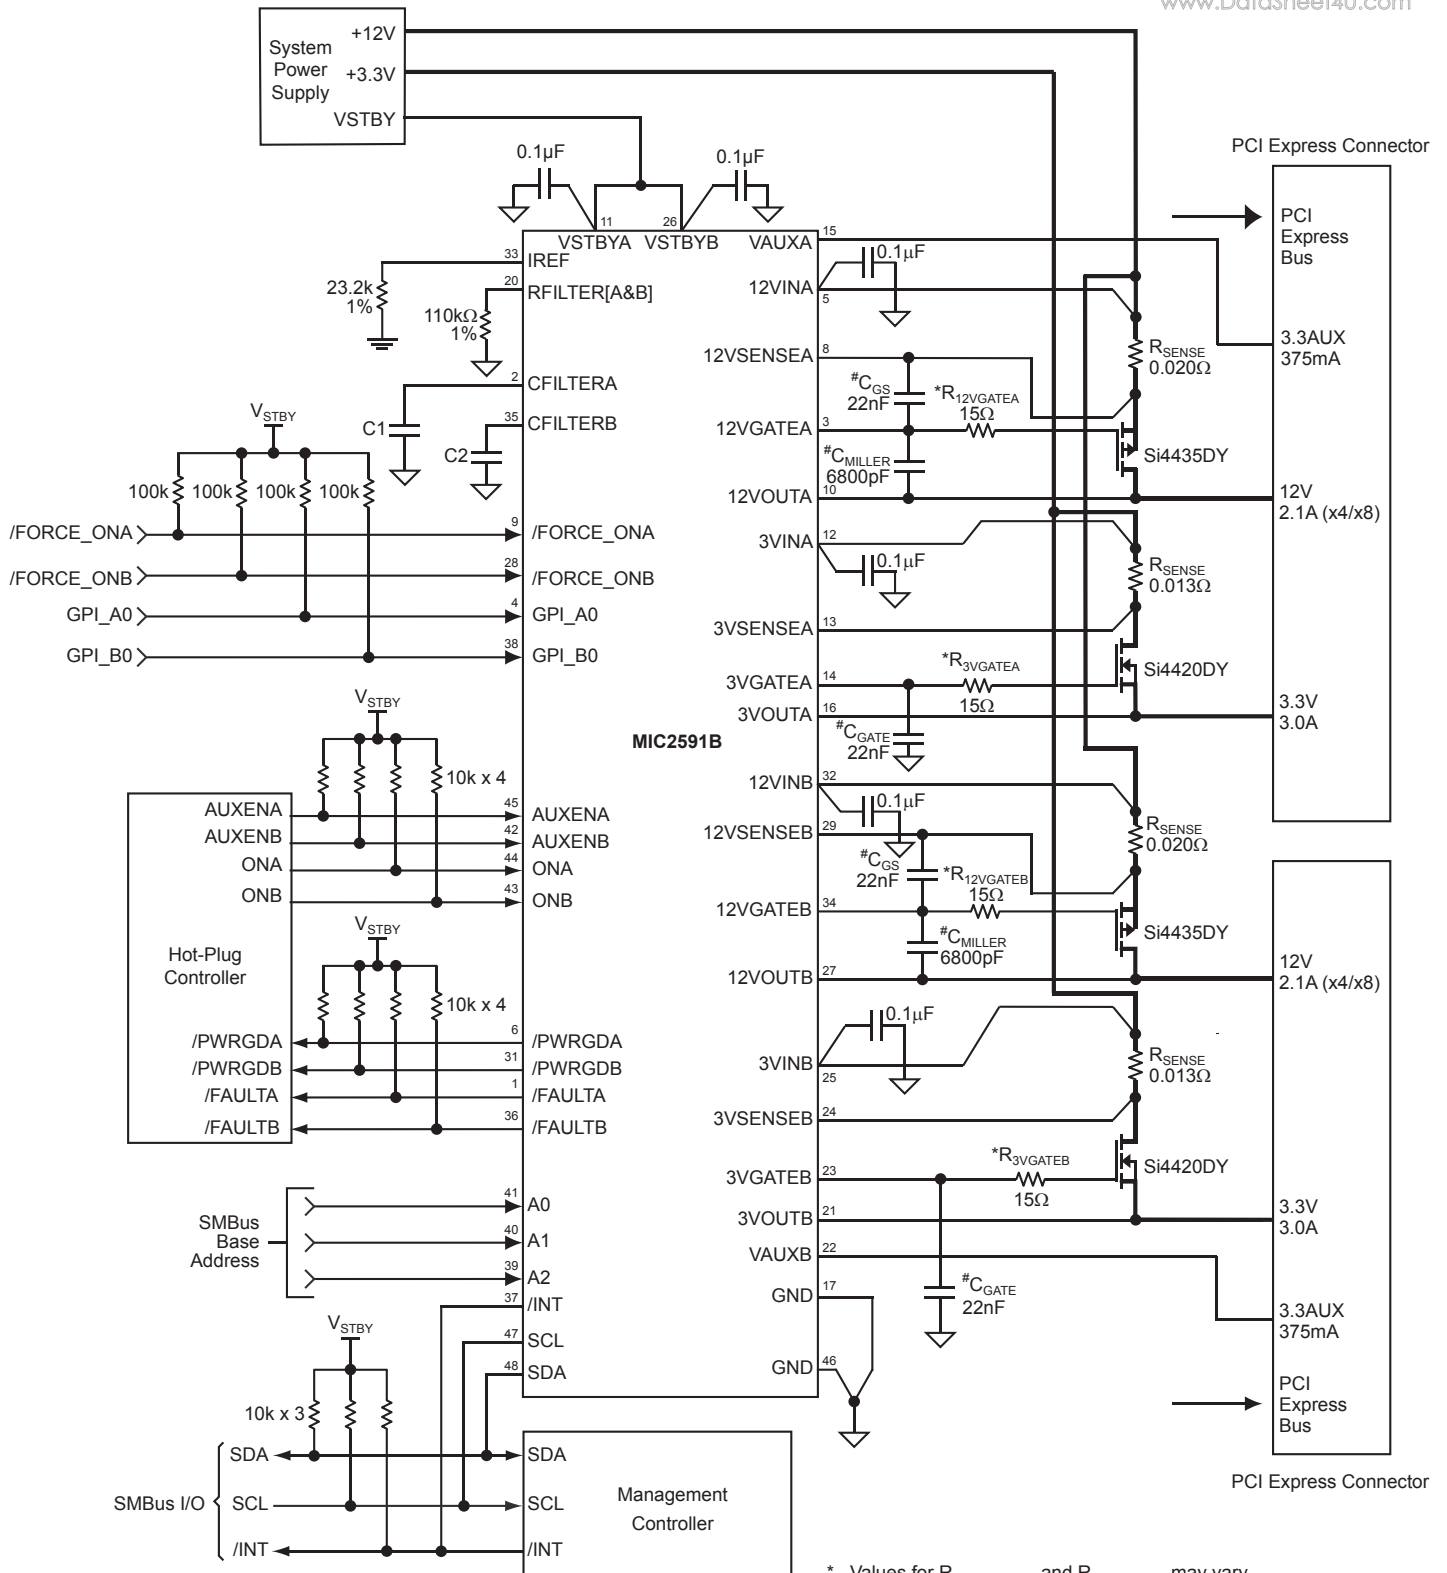 www.DataSheet4U.com
System
Power
Supply
+12V
+3.3V
VSTBY
PCI Express Connector
0.1µF
0.1µF
11
26
VSTBYA
VSTBYB
VAUXA
15
PCI
Express
Bus
33
IREF
0.1µF
20
RFILTER[A&B]
12VINA
5
23.2k
1%
110kΩ
1%
3.3AUX
375mA
RSENSE
0.020Ω
12VSENSEA
8
2
CFILTERA
#CGS
22nF
*R12VGATEA
15Ω
35
CFILTERB
12VGATEA
3
VSTBY
C1
C2
Si4435DY
#CMILLER
6800pF
100k
100k
100k
100k
12VOUTA
10
12V
2.1A (x4/x8)
/FORCE_ONA
9
/FORCE_ONA
3VINA
12
0.1µF
/FORCE_ONB
28
/FORCE_ONB
RSENSE
0.013Ω
GPI_A0
4
GPI_A0
3VSENSEA
13
GPI_B0
38
GPI_B0
*R3VGATEA
15Ω
Si4420DY
3VGATEA
14
VSTBY
3VOUTA
16
3.3V
3.0A
MIC2591B
#CGATE
22nF
10k x 4
12VINB
32
0.1µF
AUXENA
45
AUXENA
AUXENB
42
AUXENB
12VSENSEB
29
RSENSE
0.020Ω
ONA
44
ONA
#CGS
22nF
*R12VGATEB
15Ω
ONB
43
ONB
12VGATEB
34
VSTBY
Si4435DY
Hot-Plug
Controller
#CMILLER
6800pF
12VOUTB
27
12V
2.1A (x4/x8)
10k x 4
0.1µF
/PWRGDA
6
/PWRGDA
/PWRGDB
31
/PWRGDB
3VINB
25
RSENSE
0.013Ω
/FAULTA
1
/FAULTA
3VSENSEB
24
/FAULTB
36
/FAULTB
*R3VGATEB
15Ω
Si4420DY
3VGATEB
23
41
A0
SMBus
Base
Address
3VOUTB
21
3.3V
3.0A
40
A1
VAUXB
22
39
A2
37
/INT
GND
17
#CGATE
22nF
3.3AUX
375mA
VSTBY
47
SCL
48
SDA
GND
46
PCI
Express
Bus
10k x 3
SDA
SDA
PCI Express Connector
SMBus I/O
SCL
SCL
Management
Controller
/INT
/INT